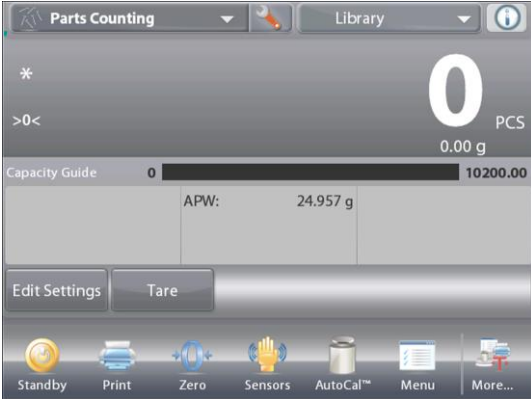 Parts Counting
Library
*
0
>0<
PCS
0.00 g
Capacity Guide 0 10200.00
APW: 24.957 g
Edit Settings Tare
Standby Print Zero Sensors AutoCal™ Menu More...